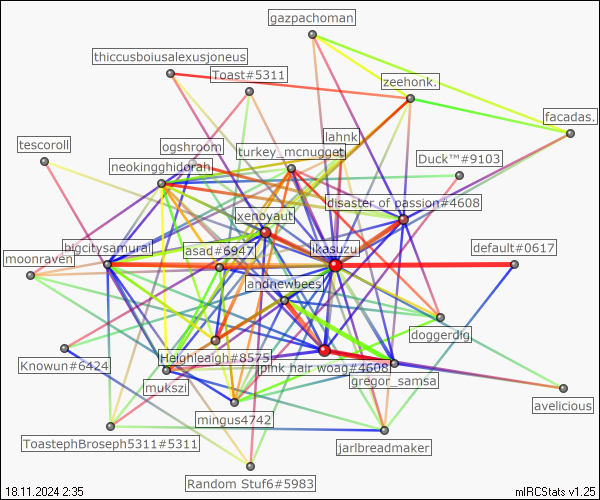 gazpachoman
thiccusboiusalexusjoneus
Toast#5311
zeehonk.
facadas.
tescoroll
ogshroom
lahnk
turkey_mcnugget
Duck™#9103
neokingghidorah
disaster_of passion#4608
xenoyaut
bigcitysamurai
asad#6947
ikasuzu
default#0617
moonraven
andnewbees
doggerdig
Heighleaigh#8575
Knowun#6424
pink hair woag#4608
gregor_samsa
mukszi
avelicious
mingus4742
ToastephBroseph5311#5311
jarlbreadmaker
Random Stuf6#5983
18.11.2024 2:35
mIRCStats v1.25